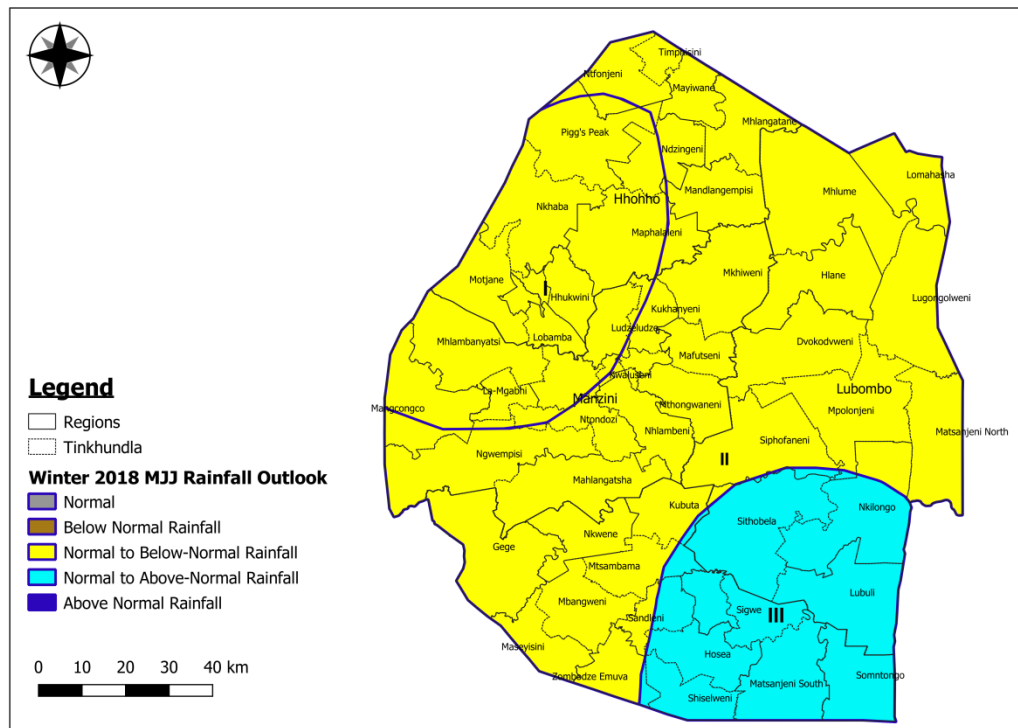 Timpisini
Ntfonjeni
Mayiwane
Mhlangatane
Pigg's Peak
Ndzingeni
Lomahasha
Mandlangempisi
Mhlume
Hhohho
Nkhaba
Maphalaleni
Mkhiweni
Hlane
Motjane
I
Hhukwini
Lugongolweni
Kukhanyeni
Ludzeludze
Lobamba
Mhlambanyatsi
Dvokodvweni
Mafutseni
Kwaluseni
La-Mgabhi
Lubombo
Manzini
Mthongwaneni
Mangcongco
Mpolonjeni
Ntondozi
Nhlambeni
Matsanjeni North
Siphofaneni
Ngwempisi
II
Mahlangatsha
Kubuta
Nkilongo
Sithobela
Nkwene
Gege
Mtsambama
Lubuli
Mbangweni
Sigwe
III
Sandleni
Maseyisini
Hosea
Zombodze Emuva
Somntongo
Matsanjeni South
Shiselweni
Legend
Regions
Tinkhundla
Winter 2018 MJJ Rainfall Outlook
Normal
Below Normal Rainfall
Normal to Below-Normal Rainfall
Normal to Above-Normal Rainfall
Above Normal Rainfall
0 10 20 30 40 km